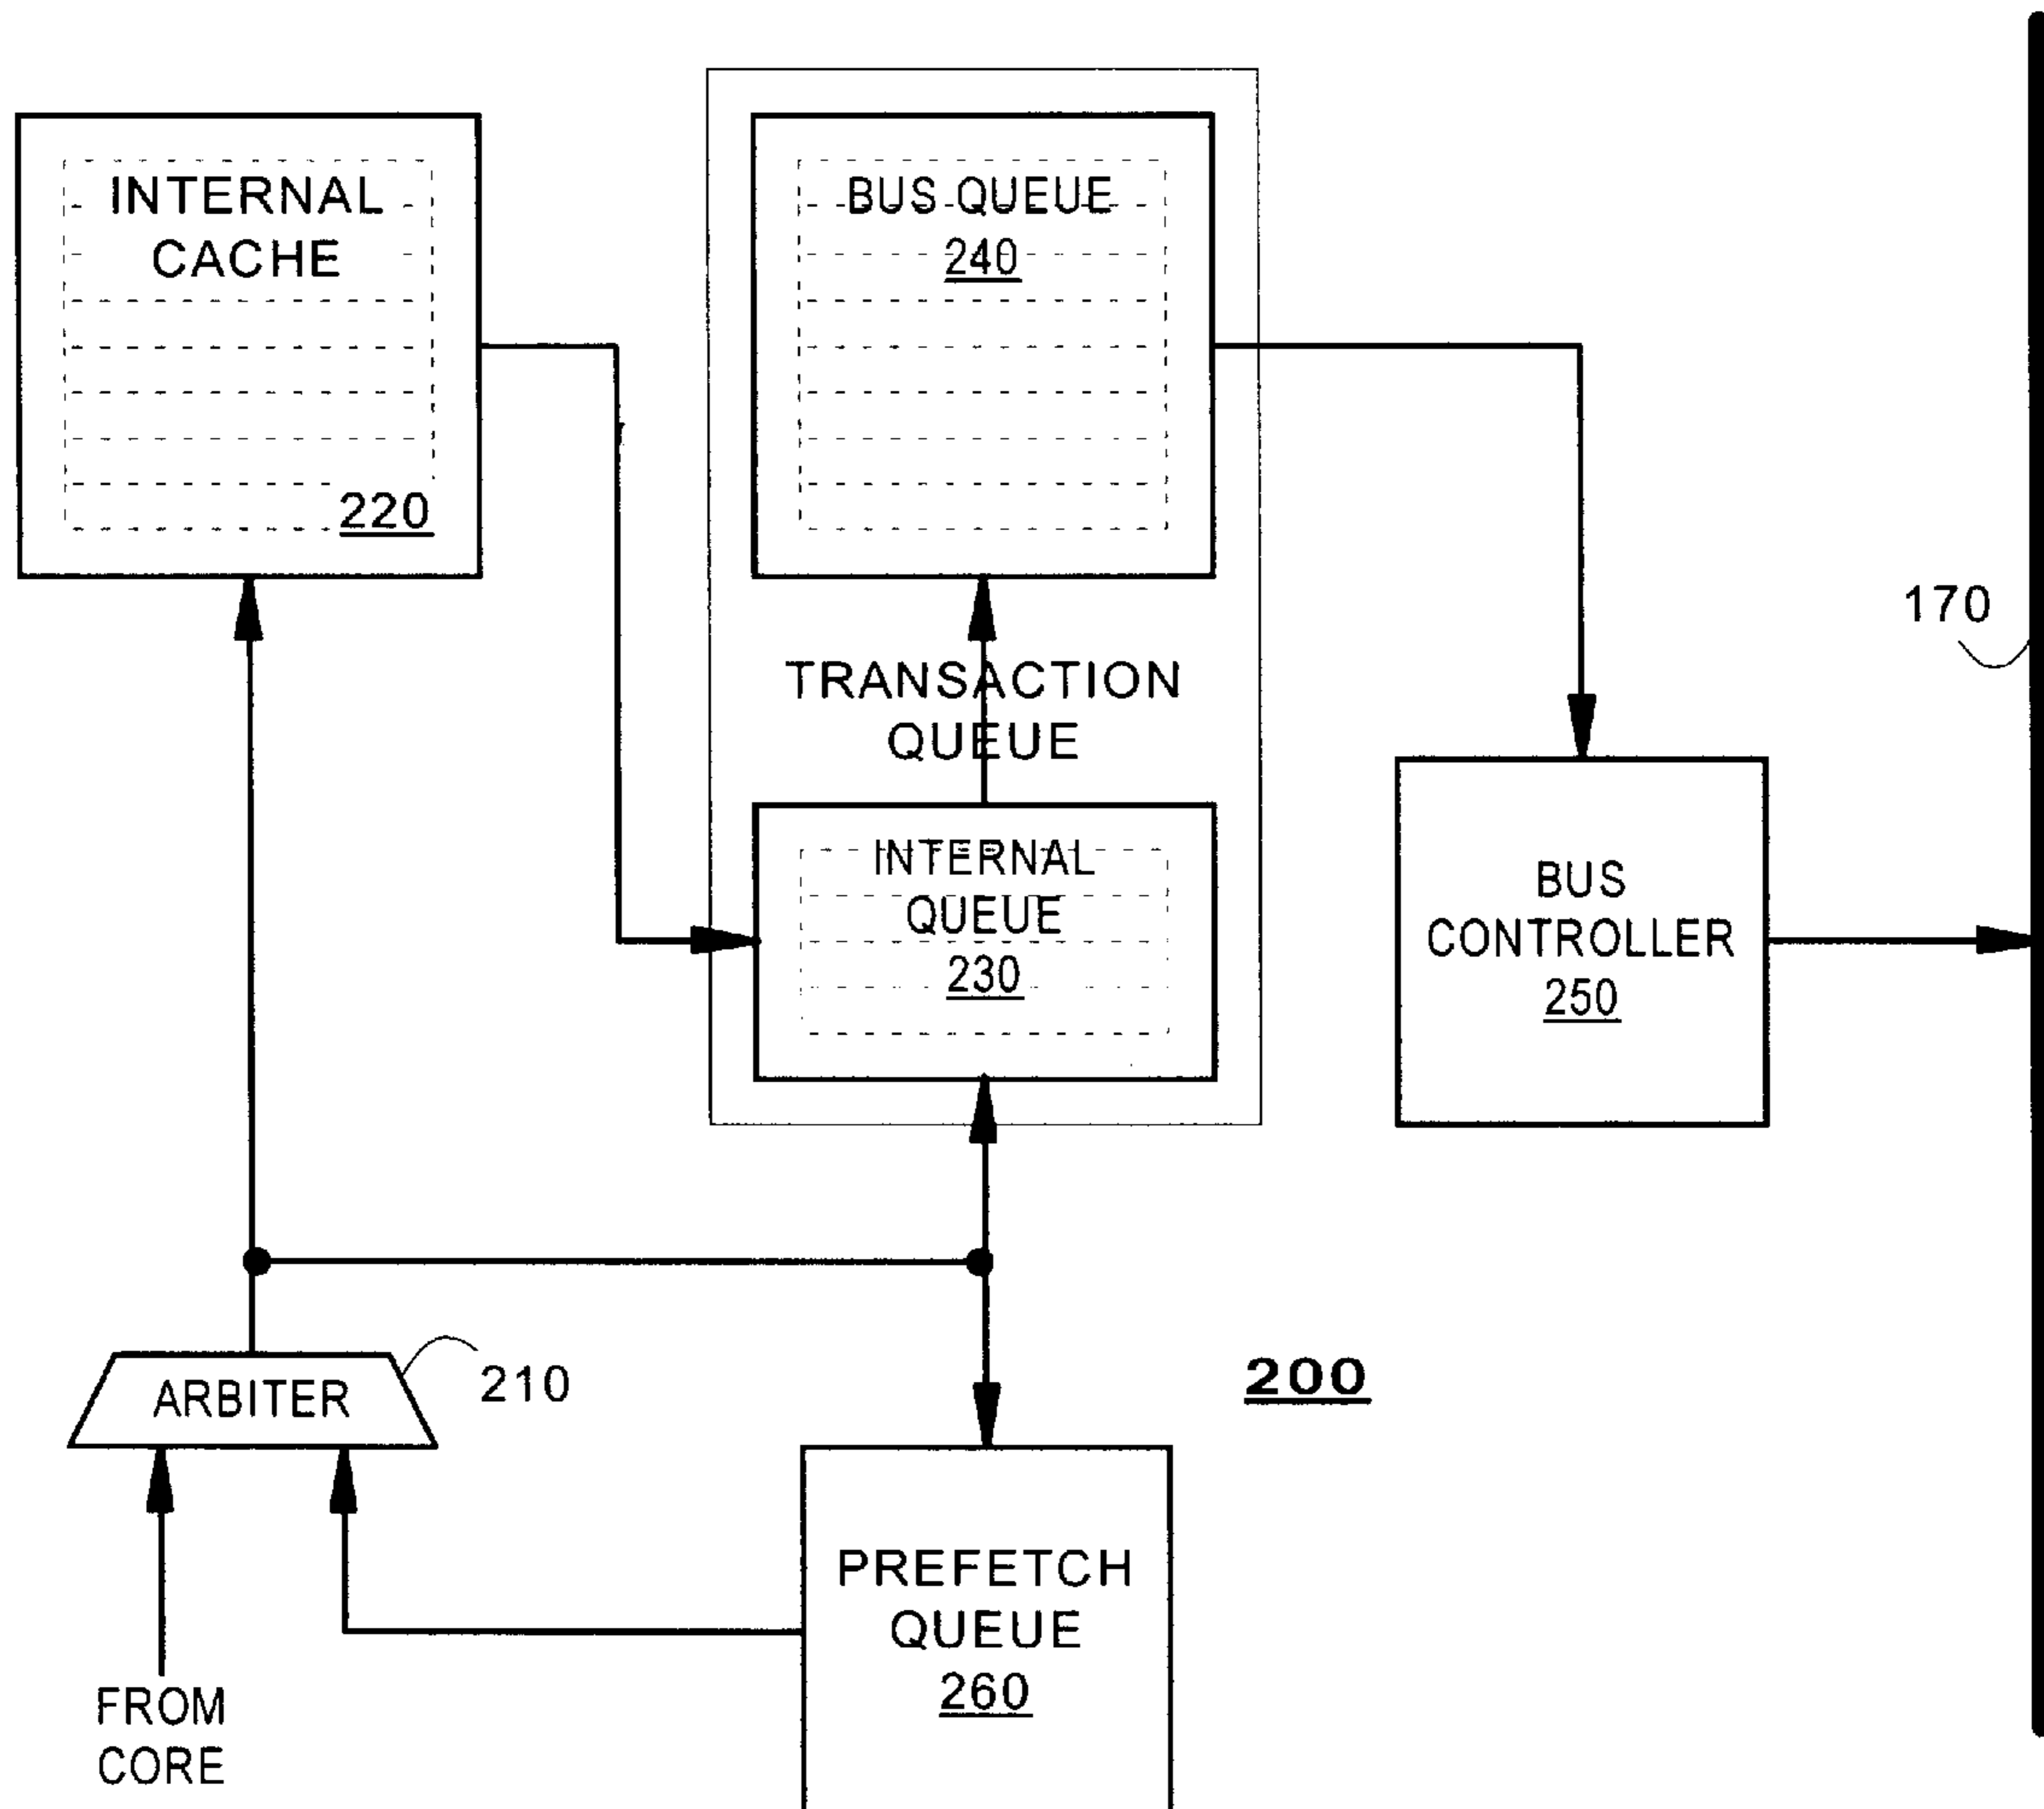 INTERNAL
CACHE
220
BUS QUEUE
240
TRANSACTION
QUEUE
INTERNAL
QUEUE
230
170
BUS
CONTROLLER
250
ARBITER
210
200
PREFETCH
QUEUE
260
FROM
CORE